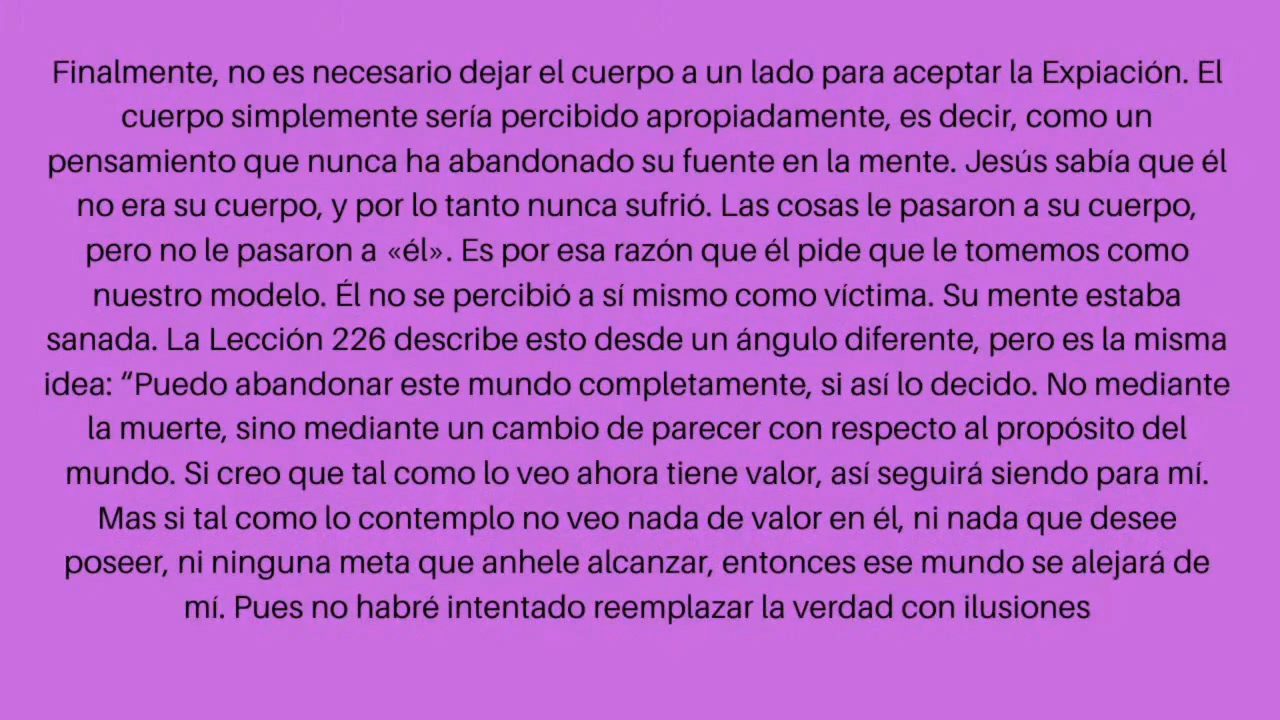 Finalmente, no es necesario dejar el cuerpo a un lado para aceptar la Expiación. El
cuerpo simplemente sería percibido apropiadamente, es decir, como un
pensamiento que nunca ha abandonado su fuente en la mente. Jesús sabía que él
no era su cuerpo, y por lo tanto nunca sufrió. Las cosas le pasaron a su cuerpo,
pero no le pasaron a «él». Es por esa razón que él pide que le tomemos como
nuestro modelo. Él no se percibió a sí mismo como víctima. Su mente estaba
sanada. La Lección 226 describe esto desde un ángulo diferente, pero es la misma
idea: “Puedo abandonar este mundo completamente, si así lo decido. No mediante
la muerte, sino mediante un cambio de parecer con respecto al propósito del
mundo. Si creo que tal como lo veo ahora tiene valor, así seguirá siendo para mí.
Mas si tal como lo contemplo no veo nada de valor en él, ni nada que desee
poseer, ni ninguna meta que anhele alcanzar, entonces ese mundo se alejará de
mí. Pues no habré intentado reemplazar la verdad con ilusiones